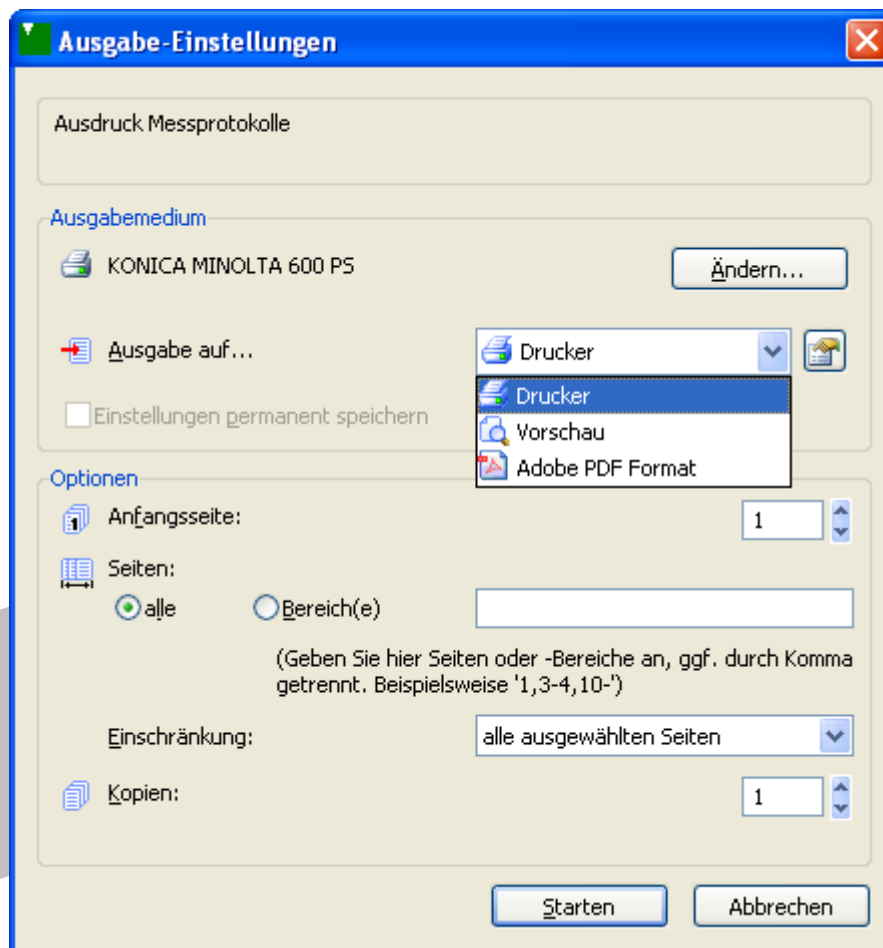 Ausgabe-Einstellungen
Ausdruck Messprotokolle
Ausgabemedium
KONICA MINOLTA 600 PS
Ändern...
Ausgabe auf...
Drucker
Drucker
Vorschau
Adobe PDF Format
Einstellungen permanent speichern
Optionen
Anfangsseite:
1
Seiten:
alle
Bereich(e)
(Geben Sie hier Seiten oder -Bereiche an, ggf. durch Komma
getrennt. Beispielsweise '1,3-4,10-')
Einschränkung:
alle ausgewählten Seiten
Kopien:
1
Starten
Abbrechen